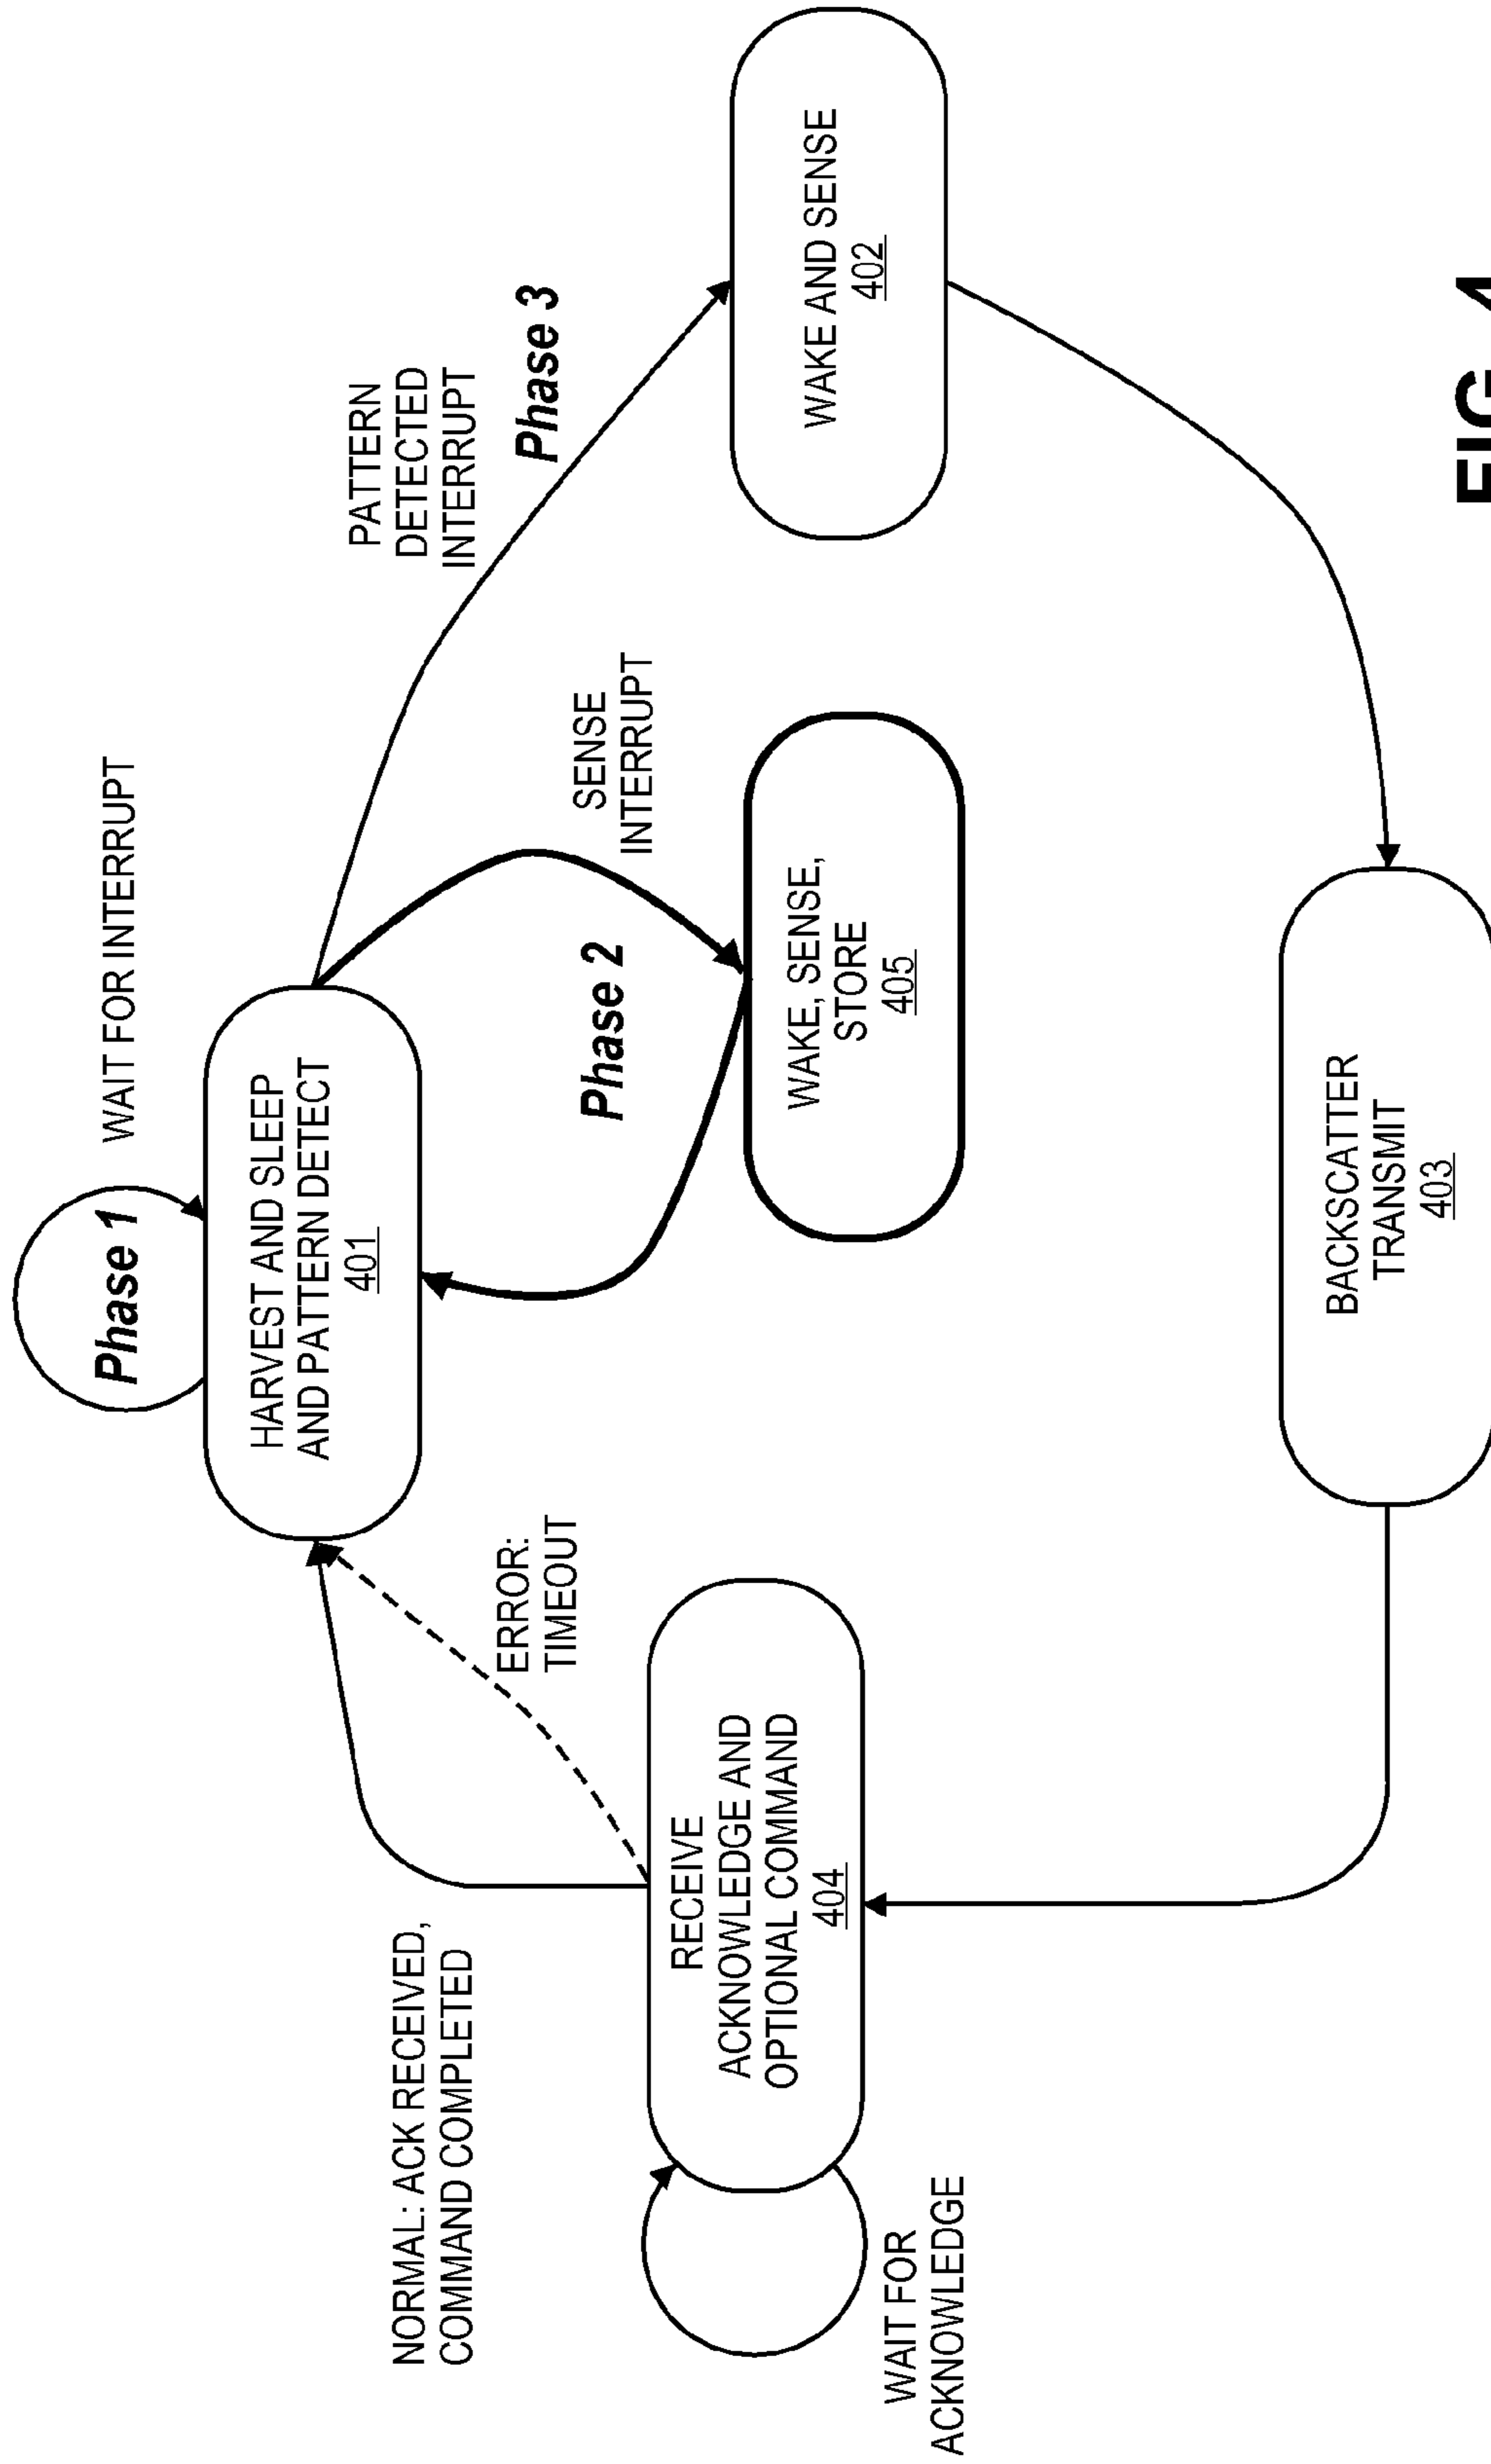 Phase 1
WAIT FOR INTERRUPT
HARVEST AND SLEEP
AND PATTERN DETECT
401
PATTERN
DETECTED
INTERRUPT
Phase 3
NORMAL: ACK RECEIVED,
COMMAND COMPLETED
ERROR:
TIMEOUT
Phase 2
SENSE
INTERRUPT
RECEIVE
ACKNOWLEDGE AND
OPTIONAL COMMAND
404
WAKE, SENSE,
STORE
405
WAKE AND SENSE
402
WAIT FOR
ACKNOWLEDGE
BACKSCATTER
TRANSMIT
403
FIG. 4